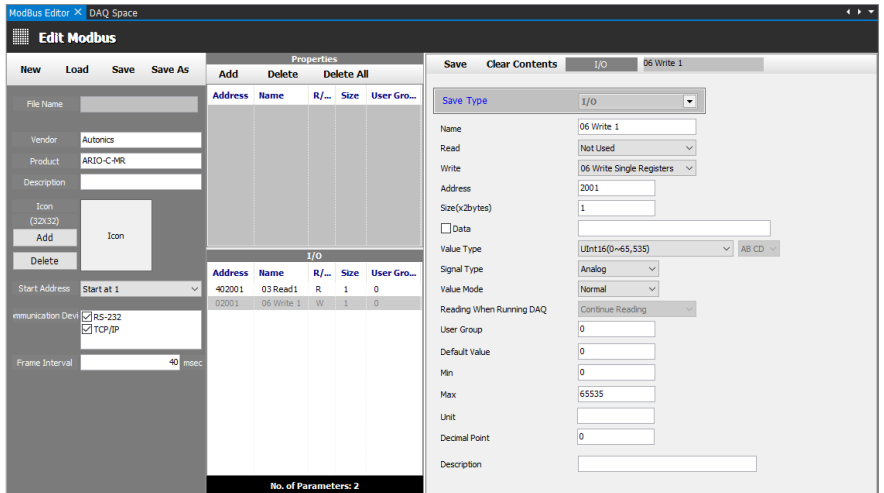 ModBus Editor × DAQ Space
Edit Modbus
New Load Save Save As
File Name
Vendor Autonics
Product ARIO-C-MR
Description
Icon
(32X32)
Add
Delete
Icon
Start Address Start at 1
mmunication Devi
RS-232
TCP/IP
Frame Interval 40 msec
Properties
Add Delete Delete All
Address Name R/... Size User Gro...
I/O
Address Name R/... Size User Gro...
402001 03 Read1 R 1 0
02001 06 Write 1 W 1 0
No. of Parameters: 2
Save Clear Contents I/O 06 Write 1
Save Type I/O
Name 06 Write 1
Read Not Used
Write 06 Write Single Registers
Address 2001
Size(x2bytes) 1
Data
Value Type UInt16(0~65,535) AB CD
Signal Type Analog
Value Mode Normal
Reading When Running DAQ Continue Reading
User Group 0
Default Value 0
Min 0
Max 65535
Unit
Decimal Point 0
Description